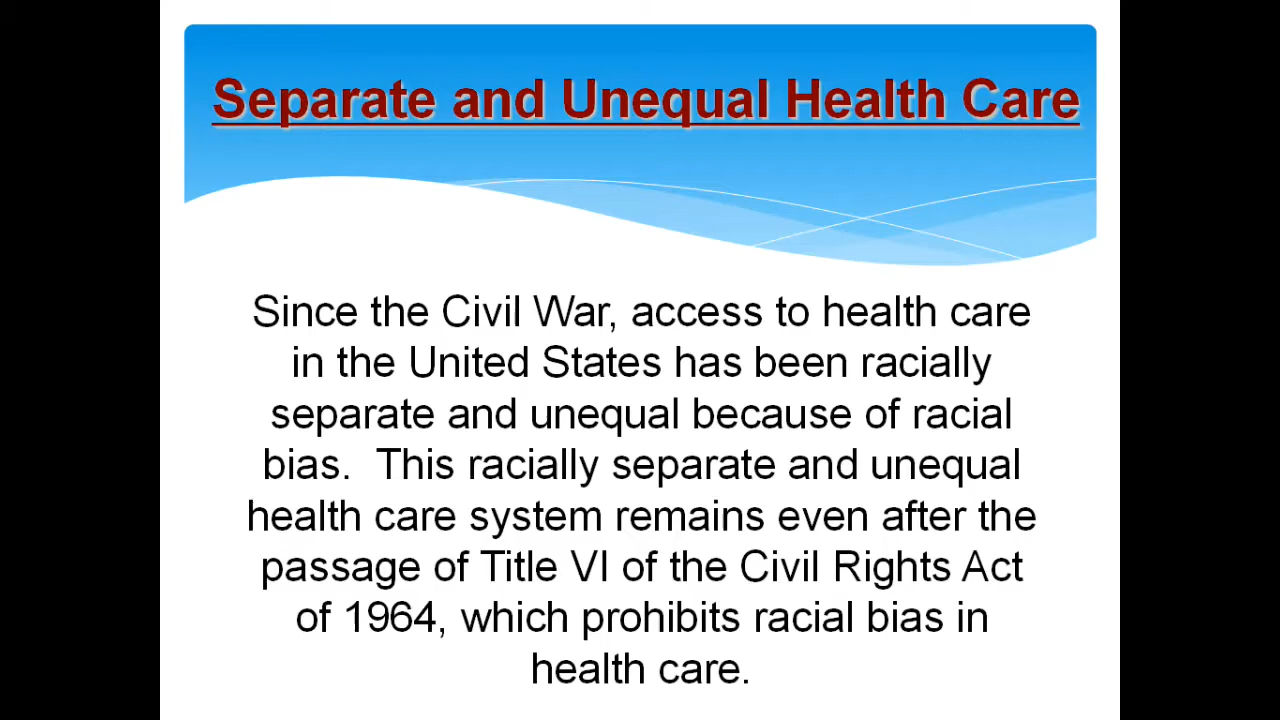 Separate and Unequal Health Care
Since the Civil War, access to health care
in the United States has been racially
separate and unequal because of racial
bias.  This racially separate and unequal
health care system remains even after the
passage of Title VI of the Civil Rights Act
of 1964, which prohibits racial bias in
health care.